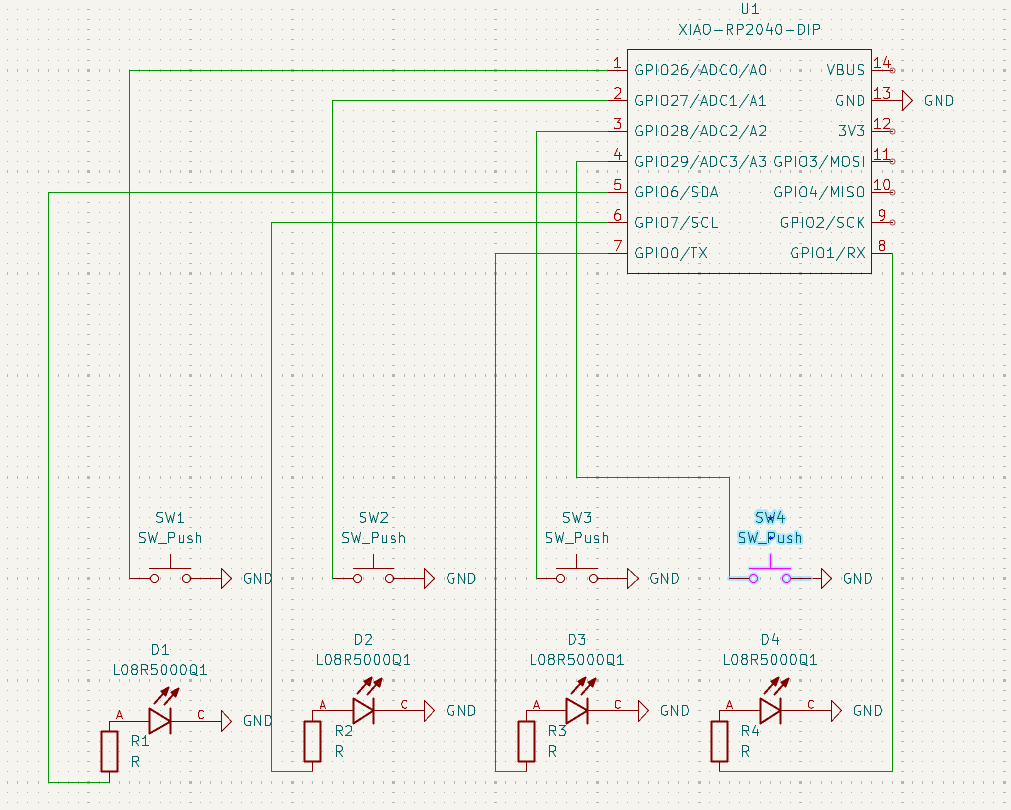 U1
XIAO-RP2040-DIP
1 GPIO26/ADC0/A0 VBUS 14
2 GPIO27/ADC1/A1 GND 13 GND
3 GPIO28/ADC2/A2 3V3 12
4 GPIO29/ADC3/A3 GPIO3/MOSI 11
5 GPIO6/SDA GPIO4/MISO 10
6 GPIO7/SCL GPIO2/SCK 9
7 GPIO0/TX GPIO1/RX 8
SW1 SW2 SW3 SW4
SW_Push SW_Push SW_Push SW_Push
GND GND GND GND
D1 D2 D3 D4
L08R5000Q1 L08R5000Q1 L08R5000Q1 L08R5000Q1
A C GND A C GND A C GND A C GND
R1 R2 R3 R4
R R R R